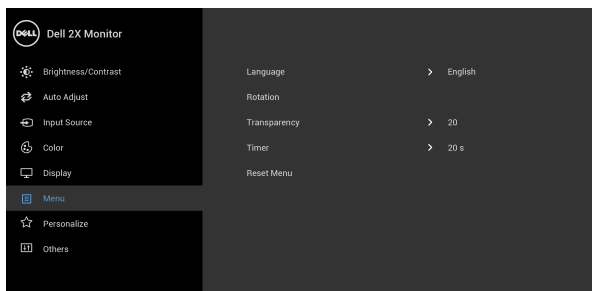 DELL Dell 2X Monitor
Brightness/Contrast
Auto Adjust
Input Source
Color
Display
Menu
Personalize
Others
Language > English
Rotation
Transparency > 20
Timer > 20 s
Reset Menu